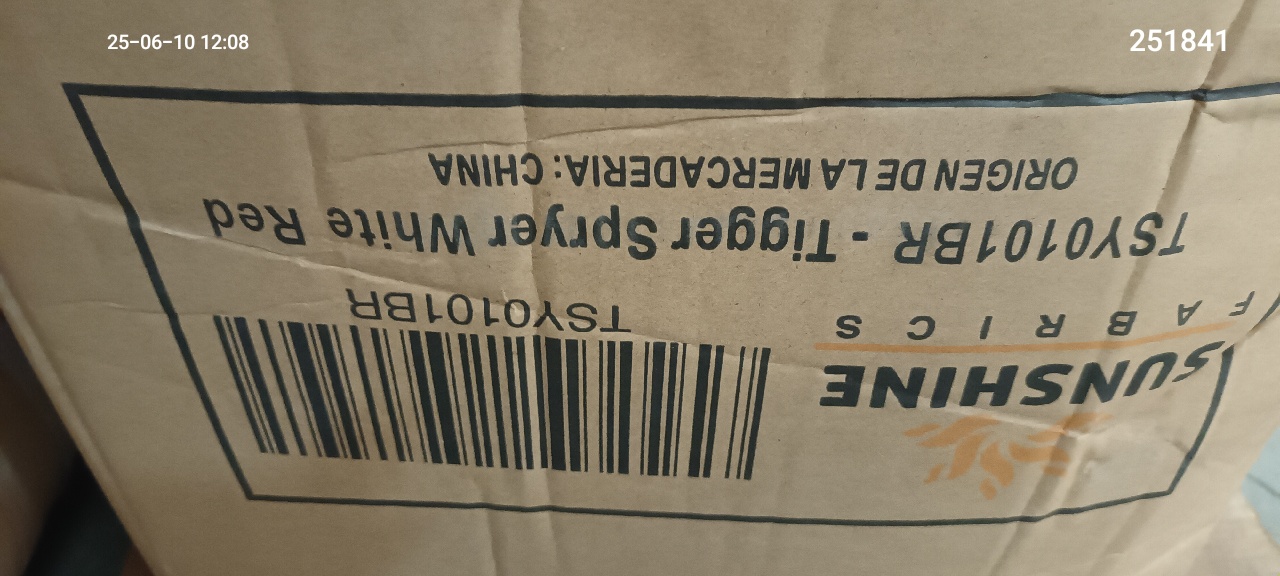 25-06-10 12:08
251841
SUNSHINE
FABRICS
TSY0101BR
TSY0101BR - Tigger Spryer White Red
ORIGEN DE LA MERCADERIA: CHINA